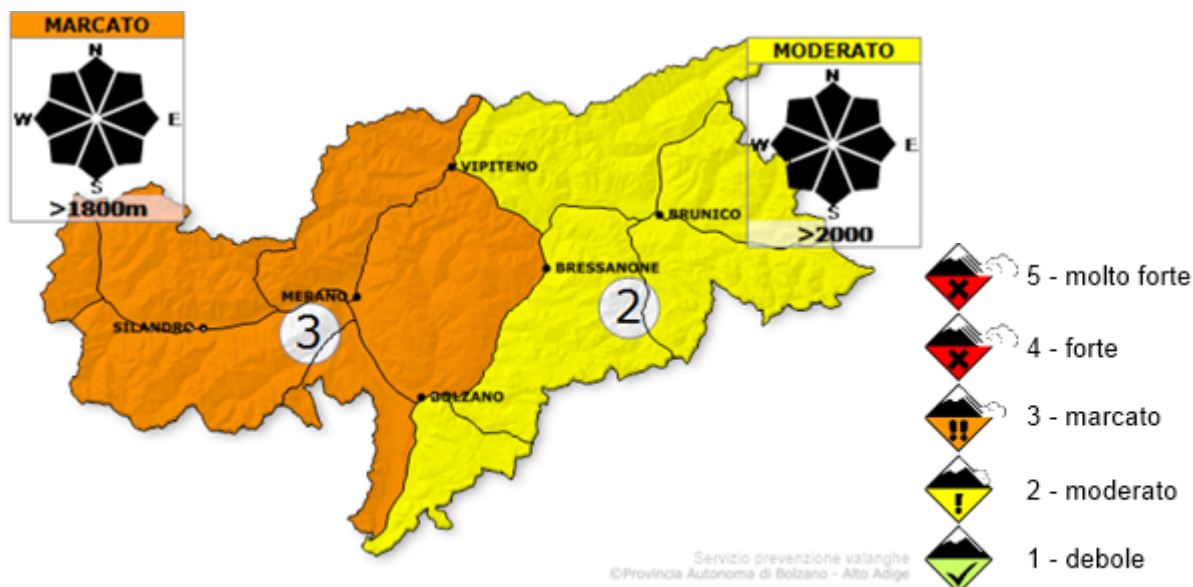 MARCATO
N
W
E
S
>1800m
MODERATO
N
W
E
S
>2000
VIPITENO
BRUNICO
BRESSANONE
MERANO
SILANDRO
BOLZANO
3
2
5 - molto forte
4 - forte
3 - marcato
2 - moderato
1 - debole
Servizio prevenzione valanghe
©Provincia Autonoma di Bolzano - Alto Adige